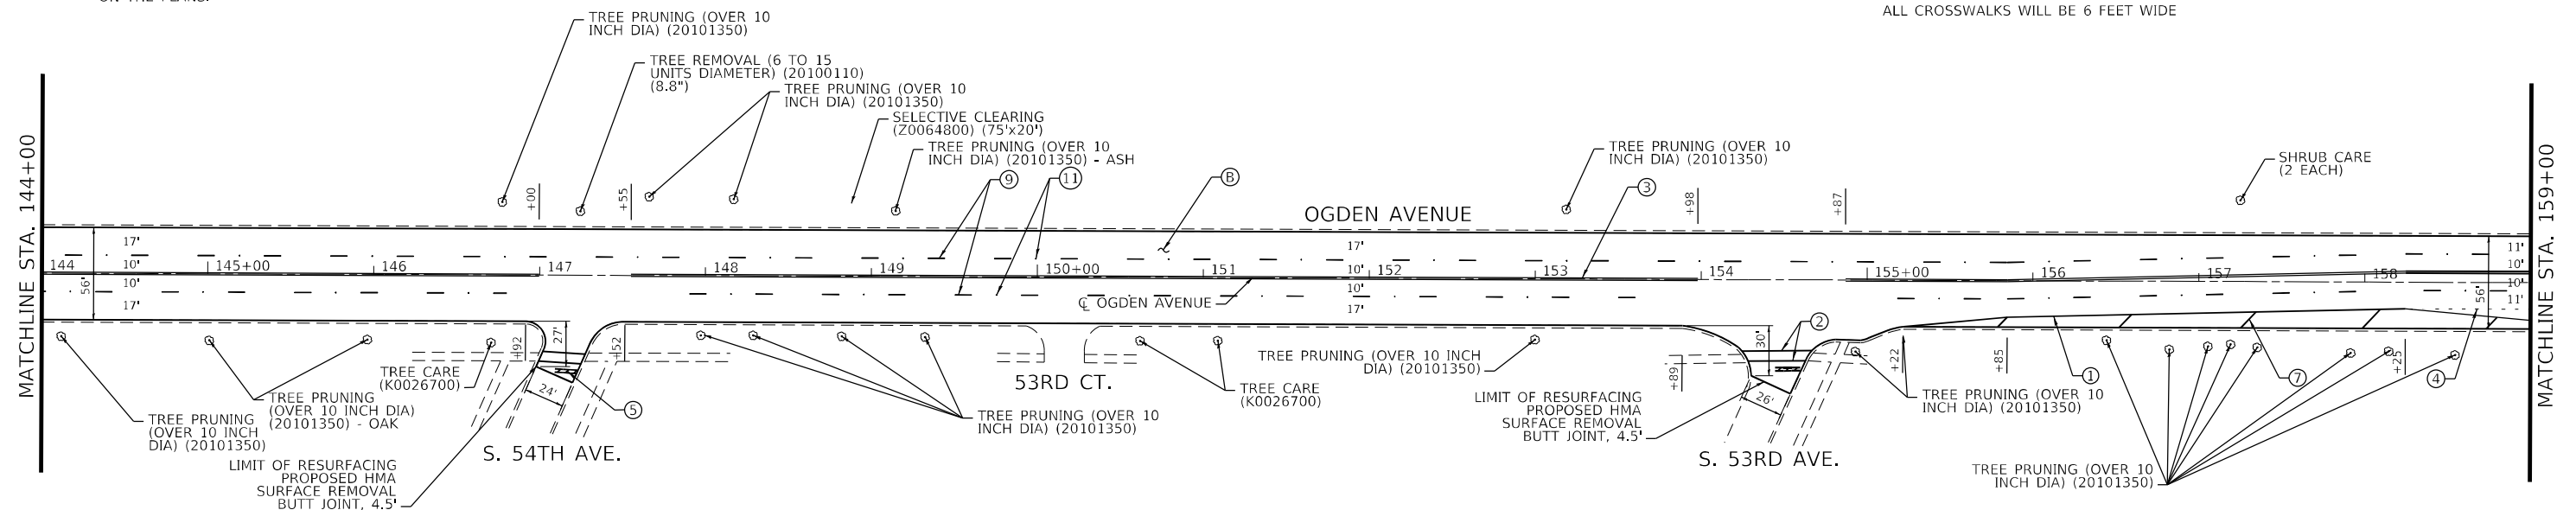 ALL CROSSWALKS WILL BE 6 FEET WIDE
TREE PRUNING (OVER 10
INCH DIA) (20101350)
TREE REMOVAL (6 TO 15
UNITS DIAMETER) (20100110)
(8.8")
TREE PRUNING (OVER 10
INCH DIA) (20101350)
SELECTIVE CLEARING
(Z0064800) (75'x20')
TREE PRUNING (OVER 10
INCH DIA) (20101350) - ASH
9
11
B
TREE PRUNING (OVER 10
INCH DIA) (20101350)
3
SHRUB CARE
(2 EACH)
MATCHLINE STA. 144+00
+00
+55
OGDEN AVENUE
+98
+87
MATCHLINE STA. 159+00
17'
10'
10'
17'
56'
144
145+00
146
147
148
149
150+00
151
152
153
154
155+00
156
157
158
17'
10'
10'
17'
11'
10'
10'
11'
56'
℄ OGDEN AVENUE
+92
27'
+52
24'
5
TREE CARE
(K0026700)
TREE PRUNING
(OVER 10 INCH DIA)
(20101350) - OAK
TREE PRUNING
(OVER 10 INCH
DIA) (20101350)
LIMIT OF RESURFACING
PROPOSED HMA
SURFACE REMOVAL
BUTT JOINT, 4.5'
S. 54TH AVE.
TREE PRUNING (OVER 10
INCH DIA) (20101350)
53RD CT.
TREE CARE
(K0026700)
TREE PRUNING (OVER 10 INCH
DIA) (20101350)
LIMIT OF RESURFACING
PROPOSED HMA
SURFACE REMOVAL
BUTT JOINT, 4.5'
+89
30'
2
26'
S. 53RD AVE.
+22
+85
TREE PRUNING (OVER 10
INCH DIA) (20101350)
1
7
+25
4
TREE PRUNING (OVER 10
INCH DIA) (20101350)